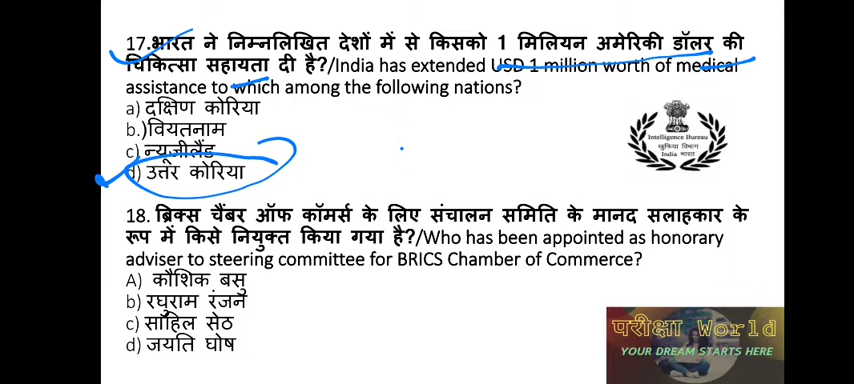 17.भारत ने निम्नलिखित देशों में से किसको 1 मिलियन अमेरिकी डॉलर की
चिकित्सा सहायता दी है?/India has extended USD 1 million worth of medical
assistance to which among the following nations?
a) दक्षिण कोरिया
b.)वियतनाम
c) न्यूजीलैंड
d) उत्तर कोरिया
Intelligence Bureau
खुफिया विभाग
India भारत
18. ब्रिक्स चैंबर ऑफ कॉमर्स के लिए संचालन समिति के मानद सलाहकार के
रूप में किसे नियुक्त किया गया है?/Who has been appointed as honorary
adviser to steering committee for BRICS Chamber of Commerce?
A) कौशिक बसु
b) रघुराम रंजन
c) साहिल सेठ
d) जयति घोष
परीक्षा World
YOUR DREAM STARTS HERE